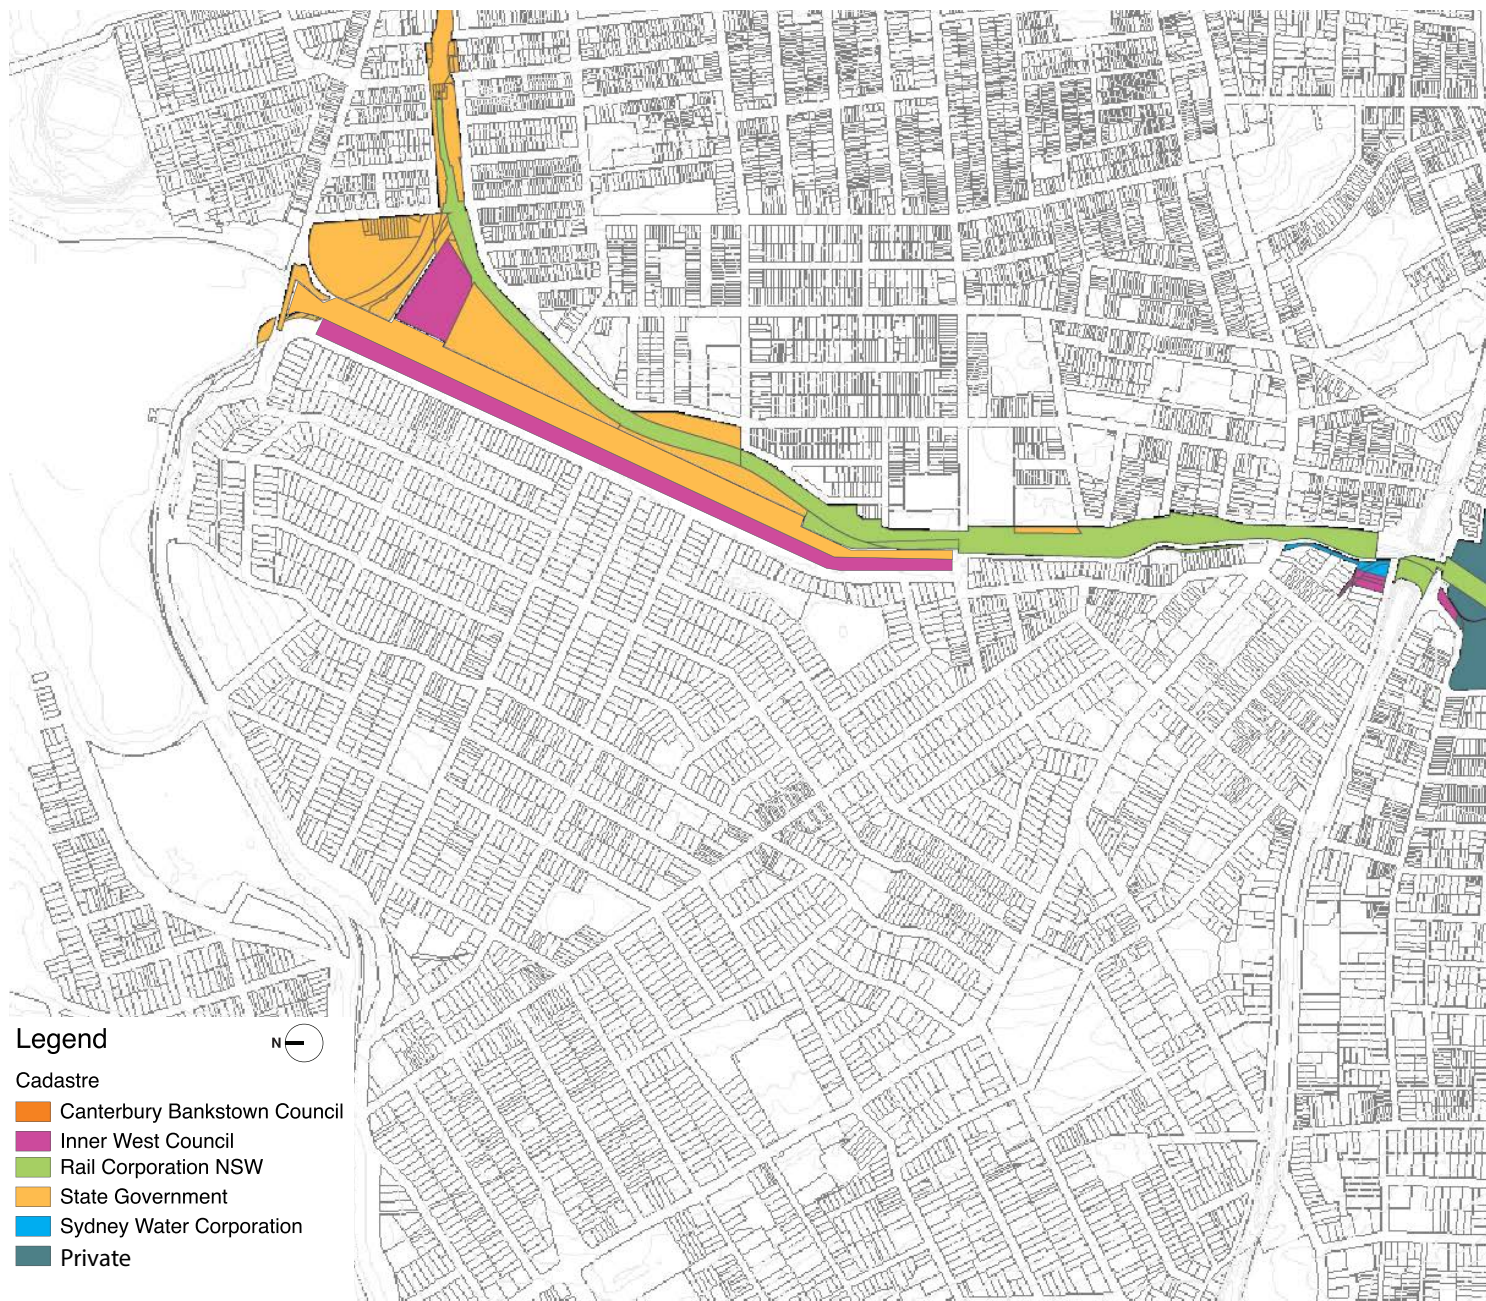 Legend
N
Cadastre
Canterbury Bankstown Council
Inner West Council
Rail Corporation NSW
State Government
Sydney Water Corporation
Private